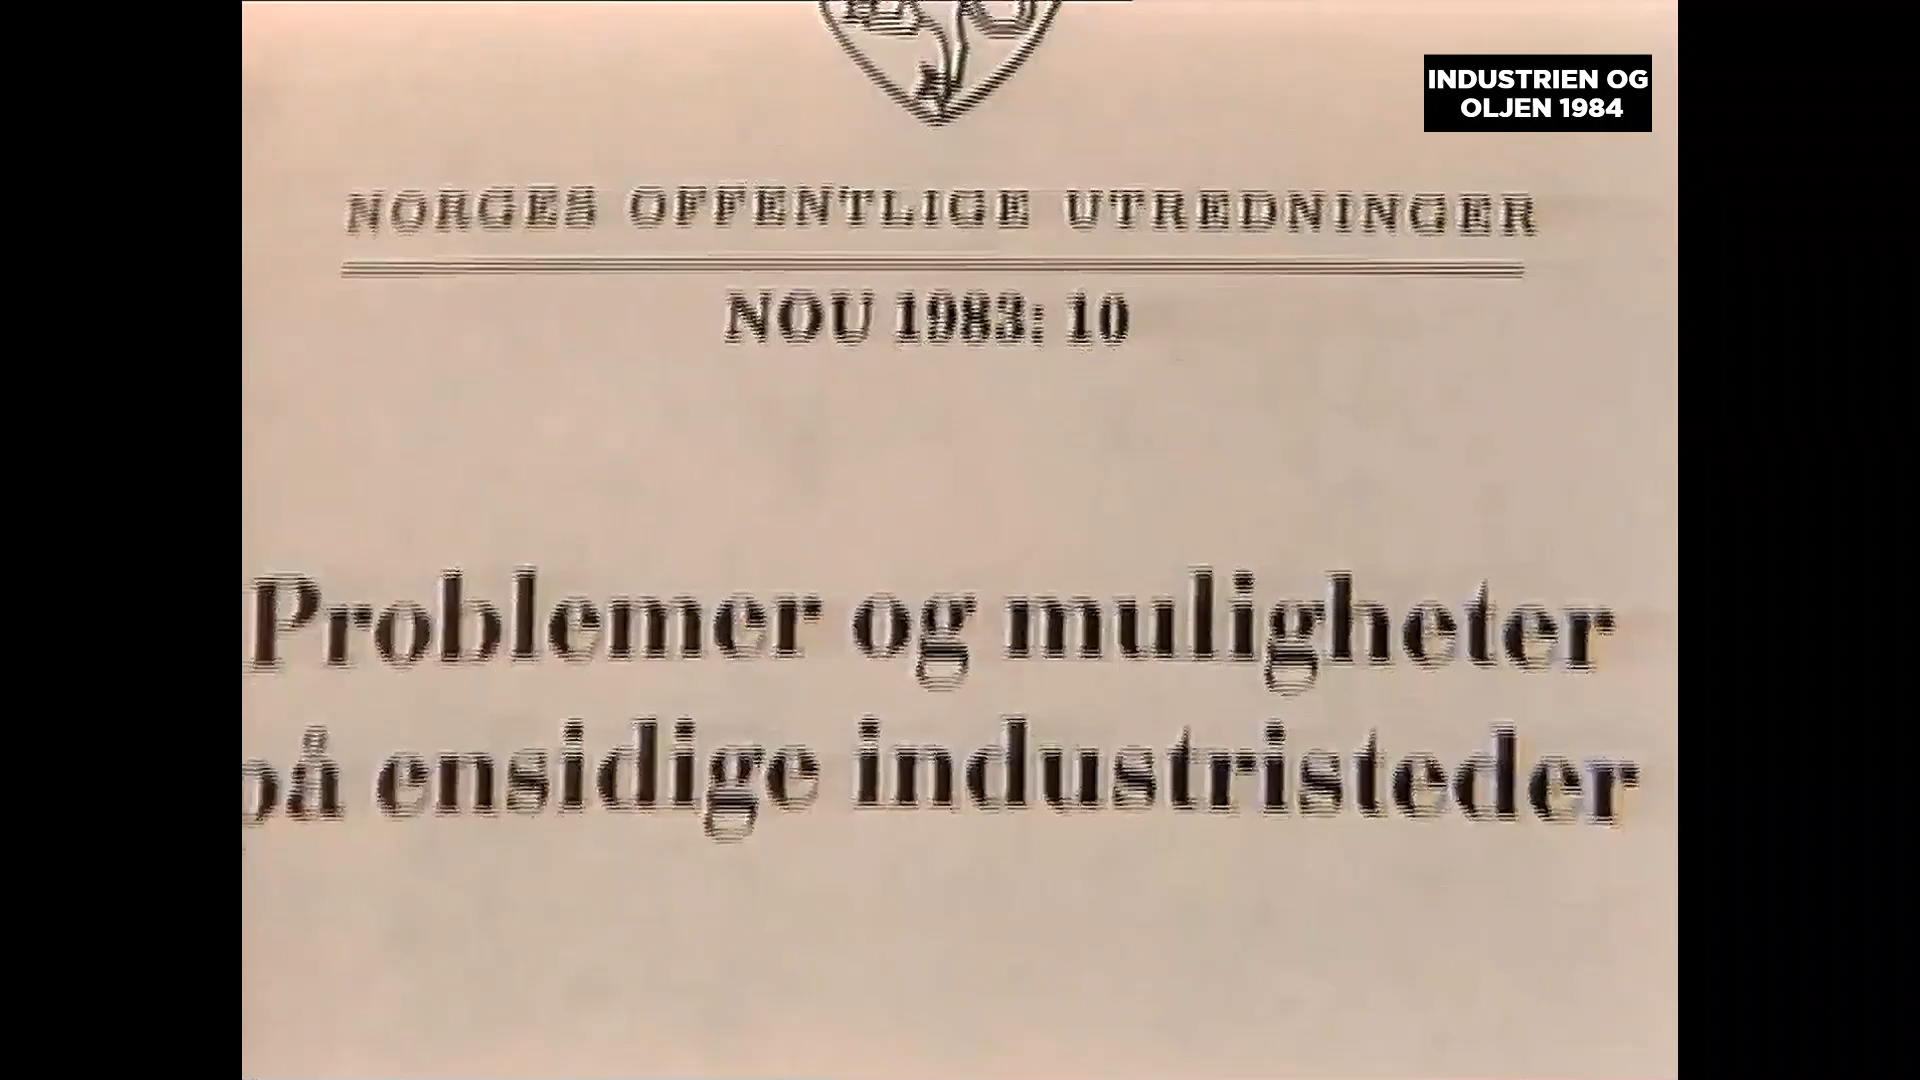 INDUSTRIEN OG
OLJEN 1984
NORGES OFFENTLIGE UTREDNINGER
NOU 1983: 10
Problemer og muligheter
på ensidige industristeder